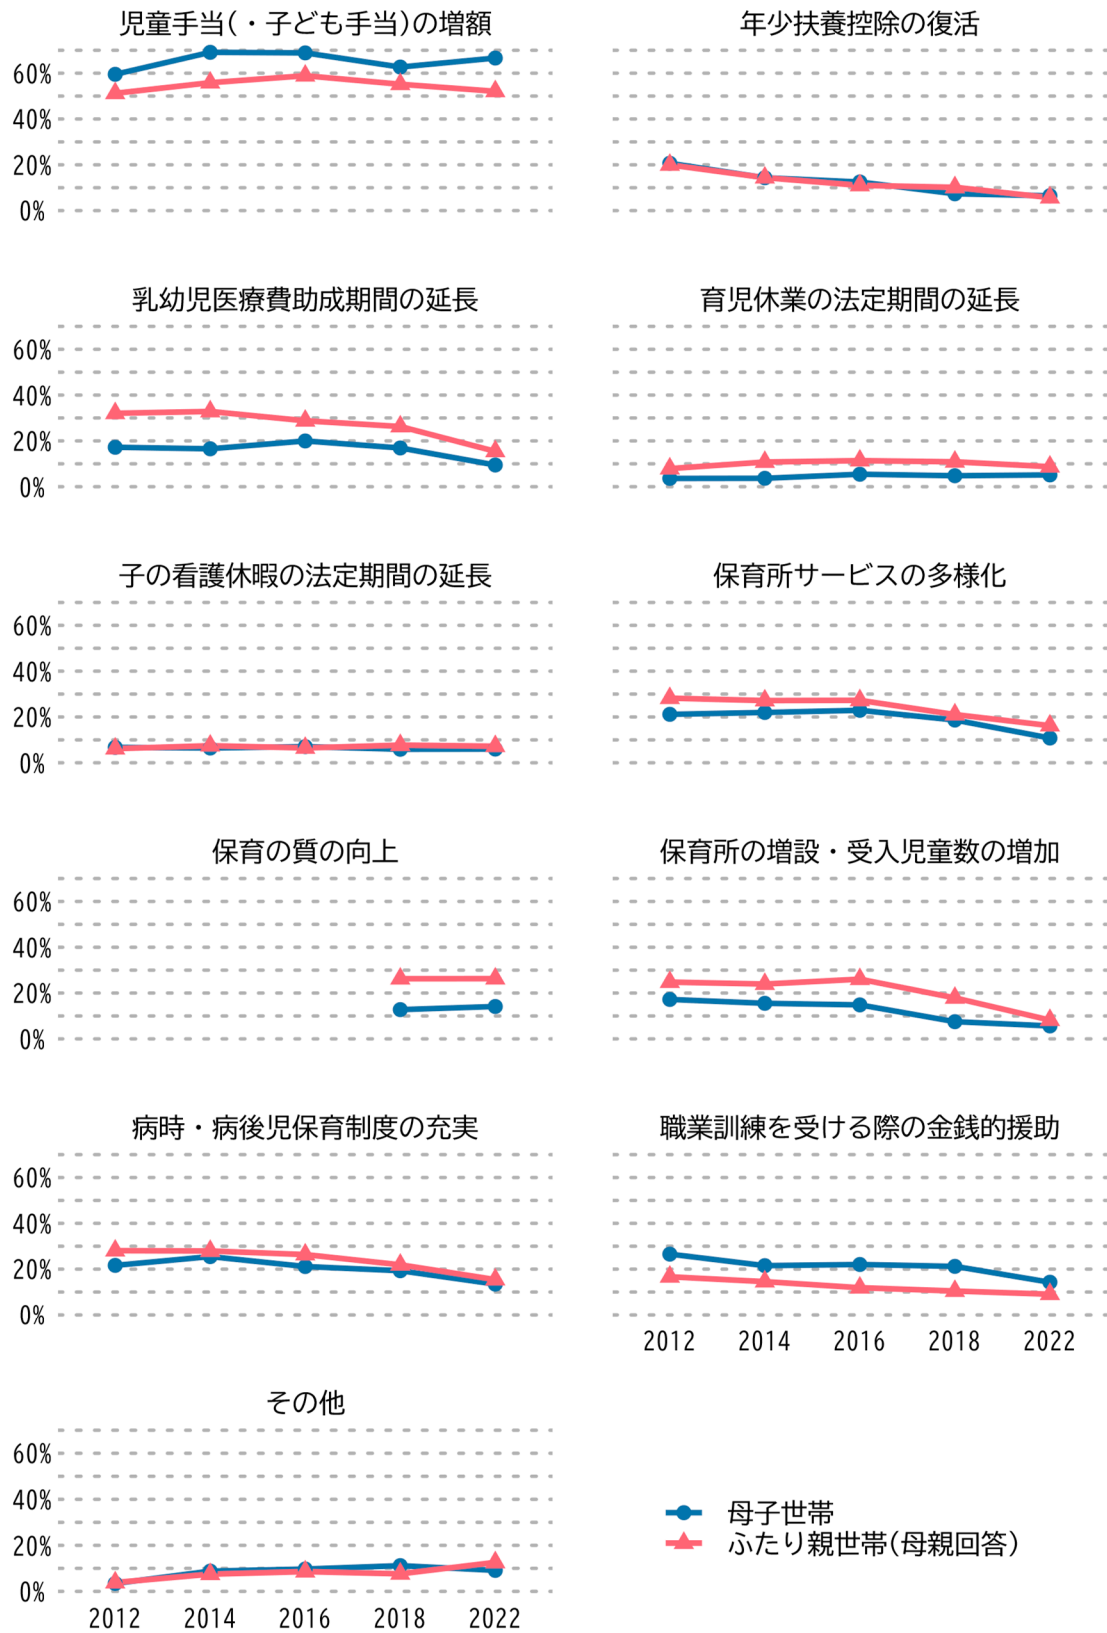 児童手当(・子ども手当)の増額
年少扶養控除の復活
60%
40%
20%
0%
乳幼児医療費助成期間の延長
育児休業の法定期間の延長
60%
40%
20%
0%
子の看護休暇の法定期間の延長
保育所サービスの多様化
60%
40%
20%
0%
保育の質の向上
保育所の増設・受入児童数の増加
60%
40%
20%
0%
病時・病後児保育制度の充実
職業訓練を受ける際の金銭的援助
60%
40%
20%
0%
2012 2014 2016 2018 2022
その他
60%
40%
20%
0%
2012 2014 2016 2018 2022
母子世帯
ふたり親世帯(母親回答)